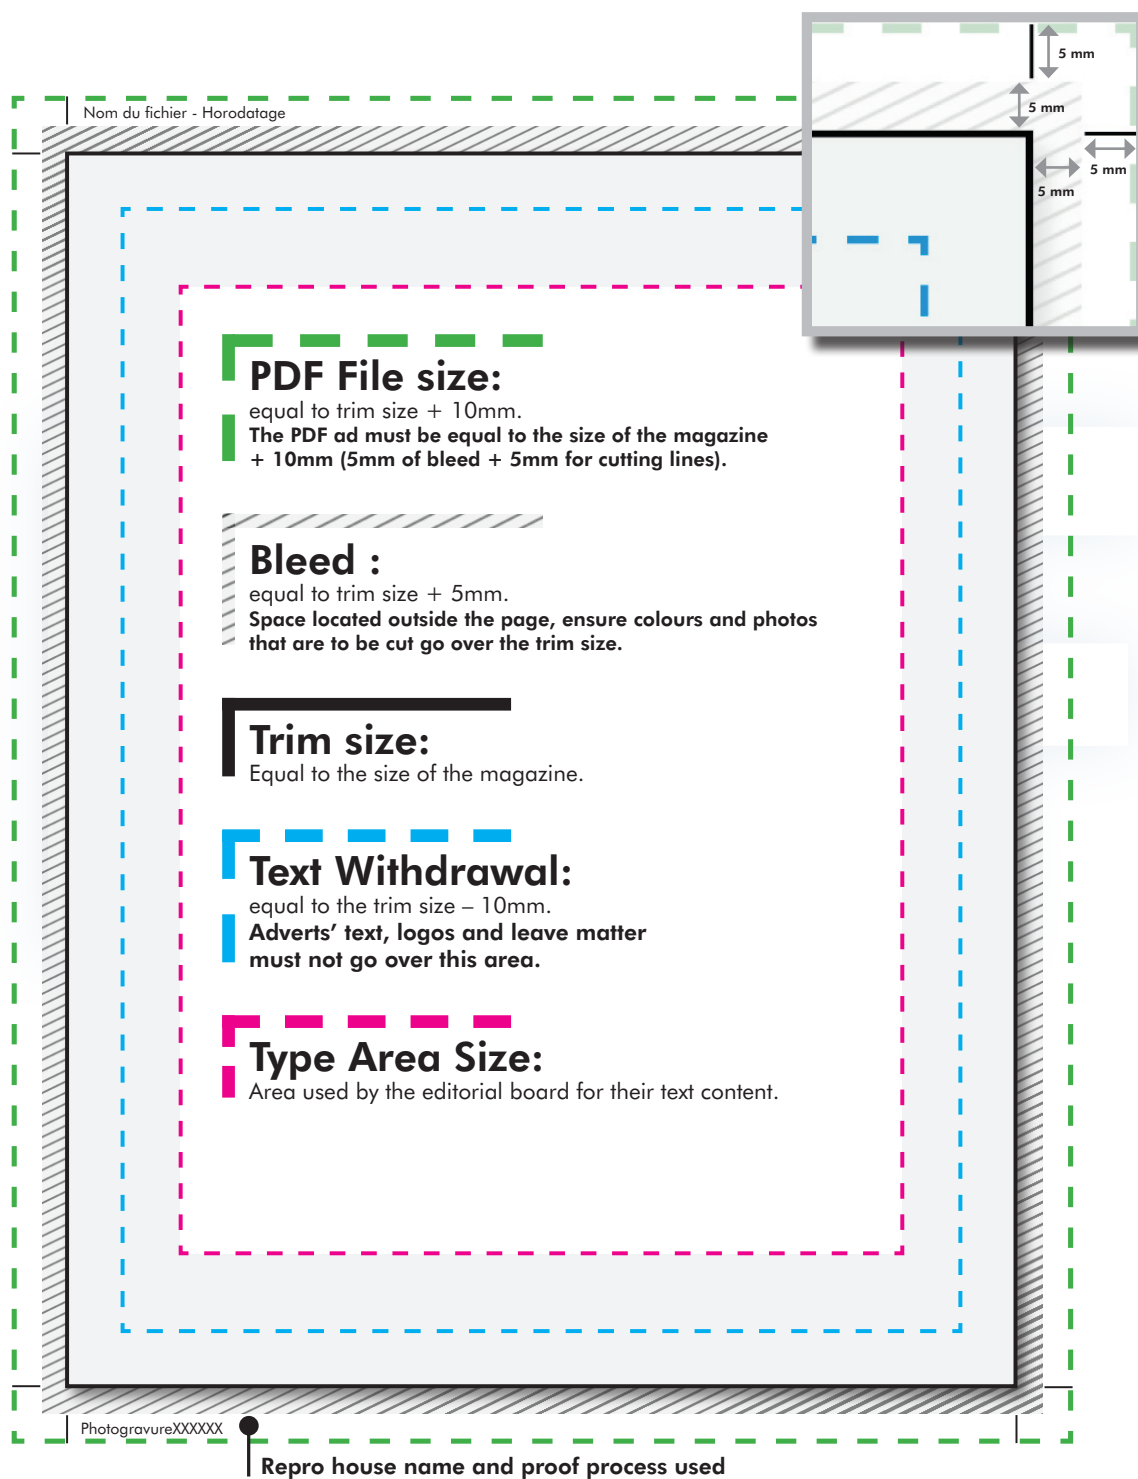 5 mm
5 mm
5 mm
5 mm
Nom du fichier - Horodatage
PDF File size:
equal to trim size + 10mm.
The PDF ad must be equal to the size of the magazine
+ 10mm (5mm of bleed + 5mm for cutting lines).
Bleed :
equal to trim size + 5mm.
Space located outside the page, ensure colours and photos
that are to be cut go over the trim size.
Trim size:
Equal to the size of the magazine.
Text Withdrawal:
equal to the trim size – 10mm.
Adverts’ text, logos and leave matter
must not go over this area.
Type Area Size:
Area used by the editorial board for their text content.
PhotogravureXXXXXX
Repro house name and proof process used